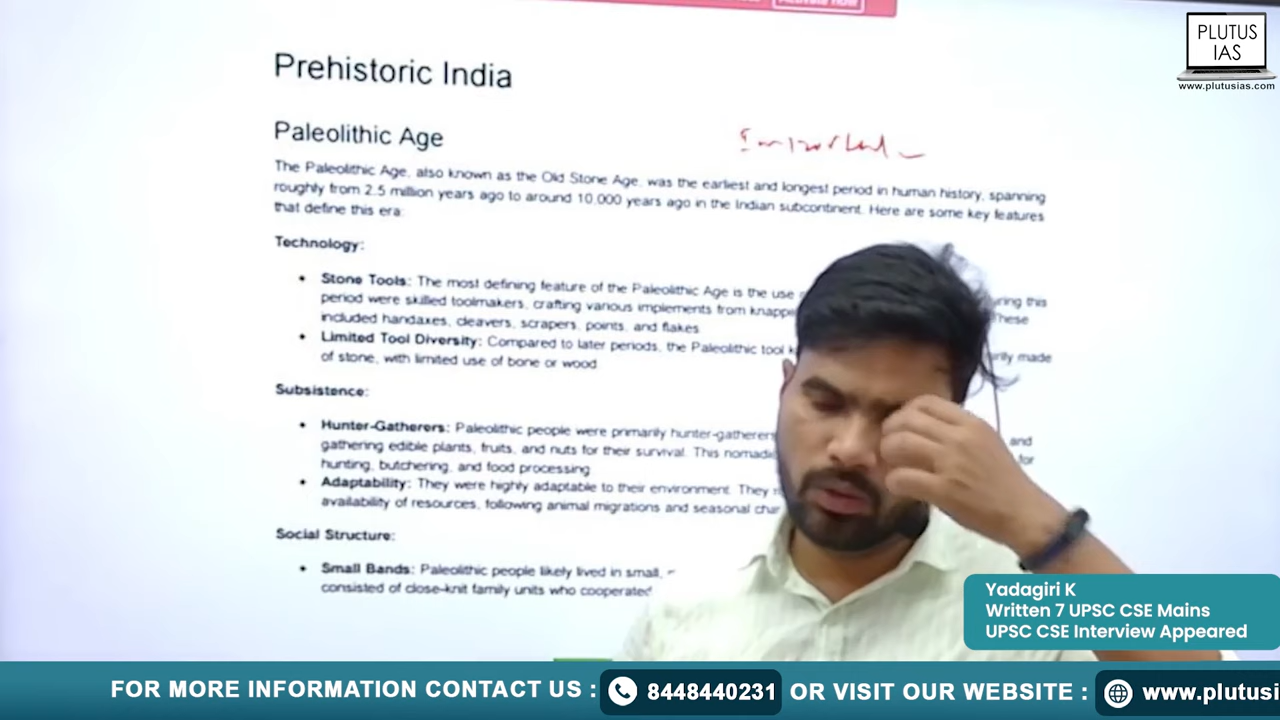 Activate now
PLUTUS
IAS
www.plutusias.com
Prehistoric India
Paleolithic Age
The Paleolithic Age, also known as the Old Stone Age, was the earliest and longest period in human history, spanning
roughly from 2.5 million years ago to around 10,000 years ago in the Indian subcontinent. Here are some key features
that define this era:
Technology:
• Stone Tools: The most defining feature of the Paleolithic Age is the use
period were skilled toolmakers, crafting various implements from
included handaxes, cleavers, scrapers, points, and flakes
• Limited Tool Diversity: Compared to later periods, the Paleolithic tool made
of stone, with limited use of bone or wood
Subsistence:
• Hunter-Gatherers: Paleolithic people were primarily hunter-gatherers and
gathering edible plants, fruits, and nuts for their survival. This for
hunting, butchering, and food processing
• Adaptability: They were highly adaptable to their environment. They
availability of resources, following animal migrations and seasonal
Social Structure:
• Small Bands: Paleolithic people likely lived in small,
consisted of close-knit family units who cooperated
Yadagiri K
Written 7 UPSC CSE Mains
UPSC CSE Interview Appeared
FOR MORE INFORMATION CONTACT US : 8448440231 OR VISIT OUR WEBSITE : www.plutusi